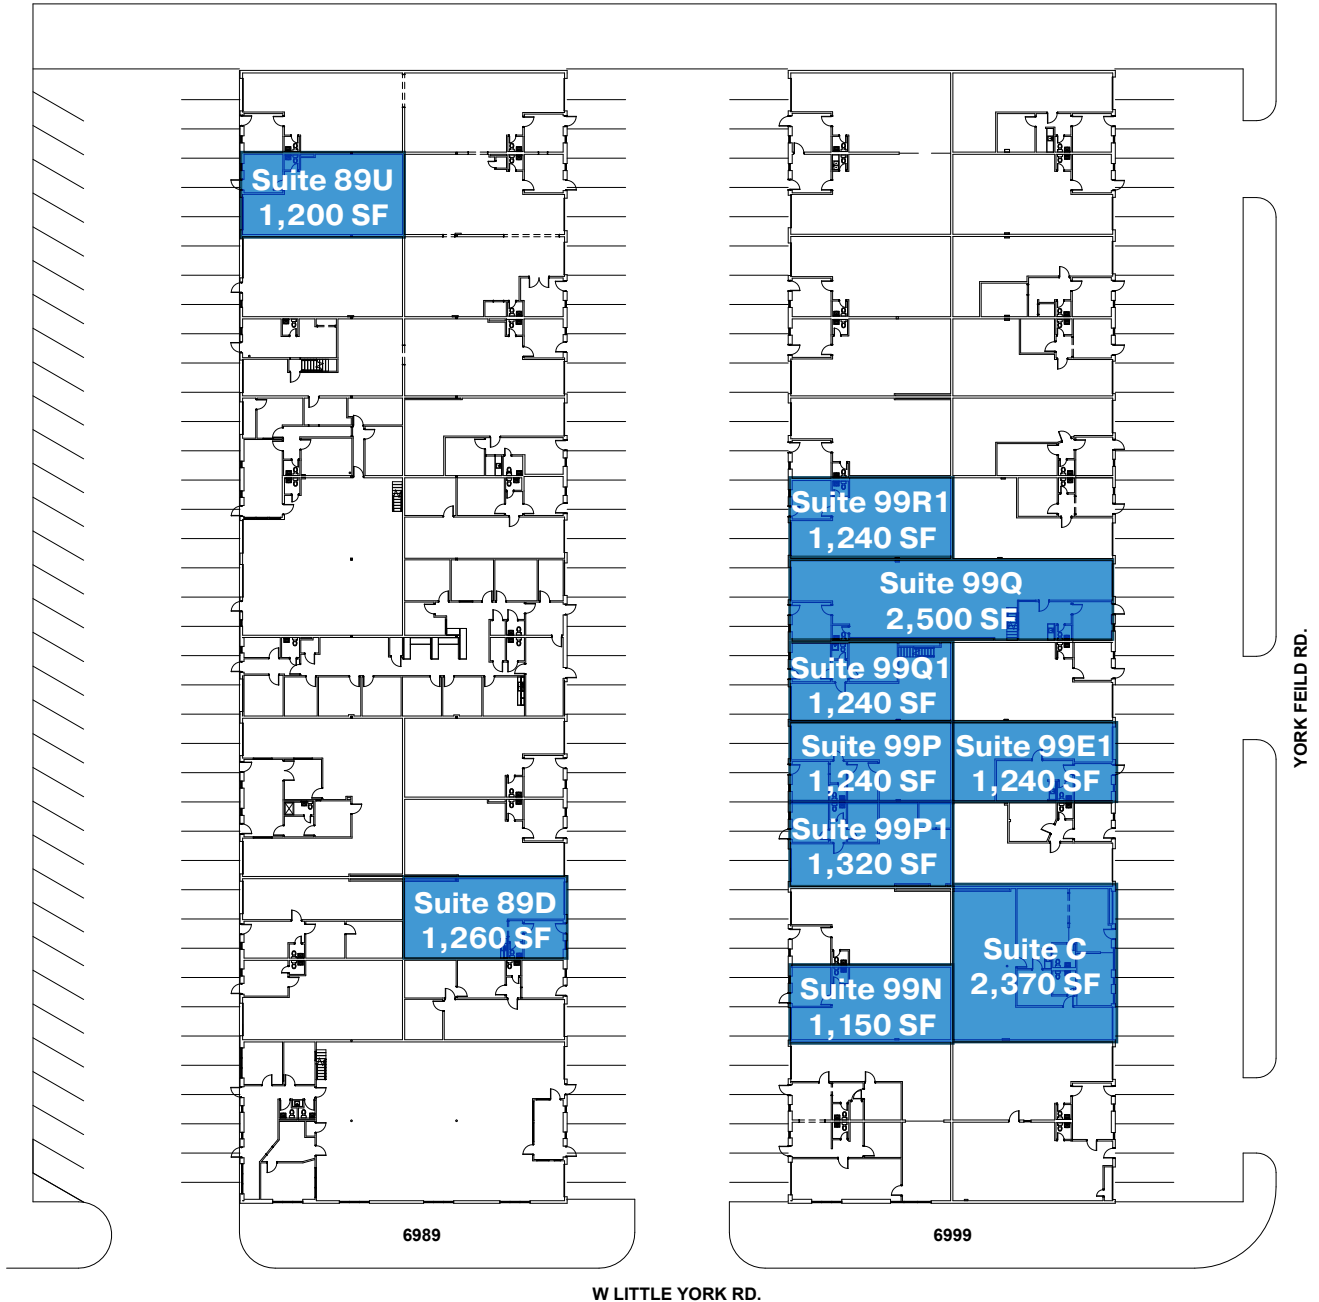 Suite 89U
1,200 SF
Suite 99R1
1,240 SF
Suite 99Q
2,500 SF
Suite 99Q1
1,240 SF
Suite 99P
1,240 SF
Suite 99E1
1,240 SF
Suite 99P1
1,320 SF
Suite 89D
1,260 SF
Suite C
2,370 SF
Suite 99N
1,150 SF
YORK FEILD RD.
6989
6999
W LITTLE YORK RD.